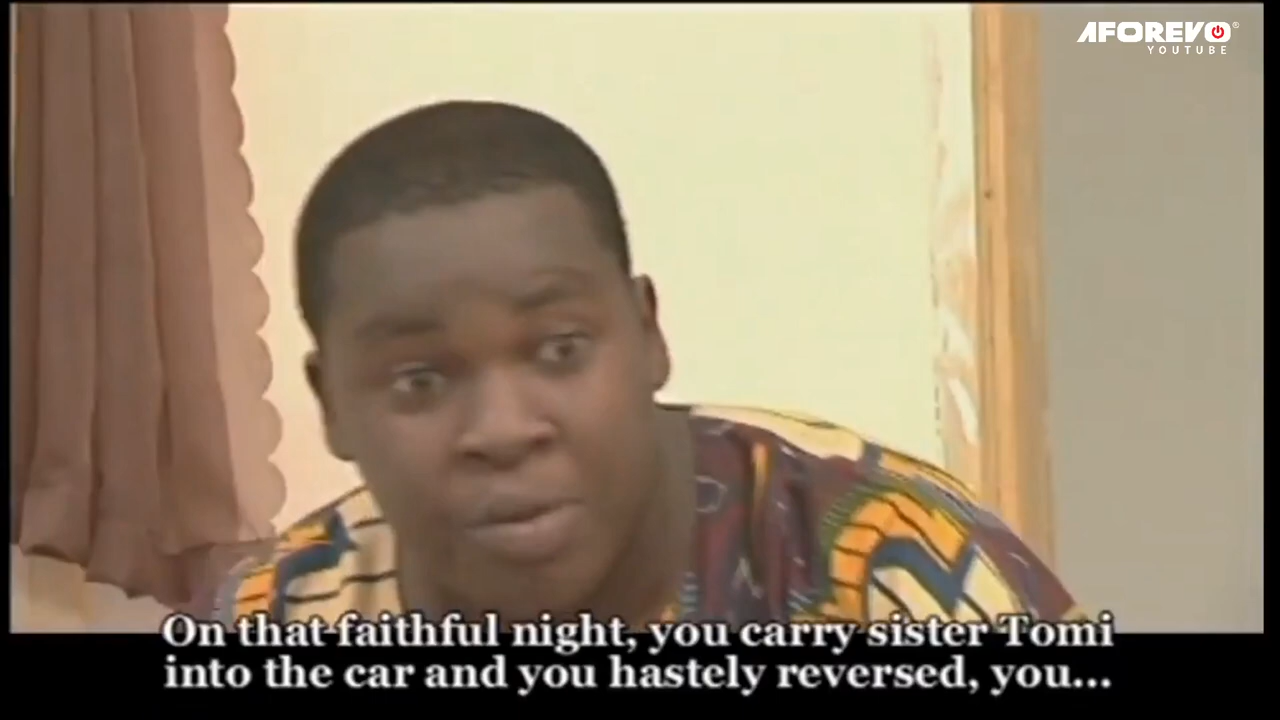 AFOREVO
YOUTUBE
On that faithful night, you carry sister Tomi
into the car and you hastely reversed, you...